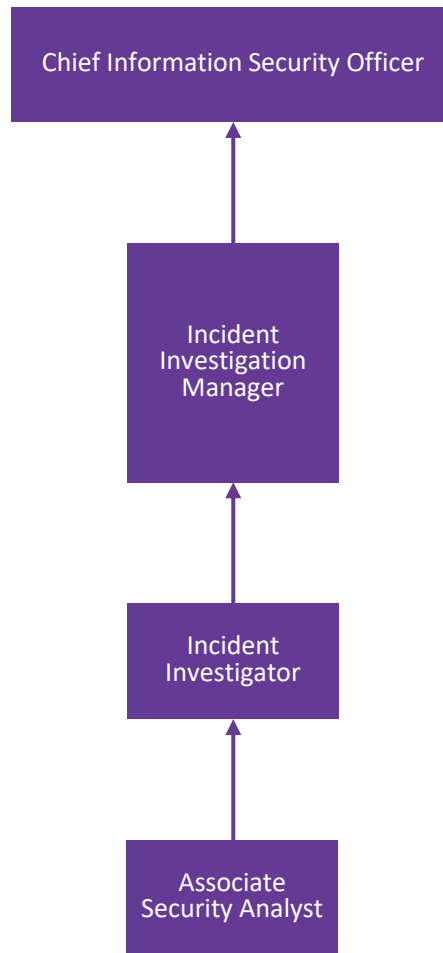 Chief Information Security Officer
Incident
Investigation
Manager
Incident
Investigator
Associate
Security Analyst